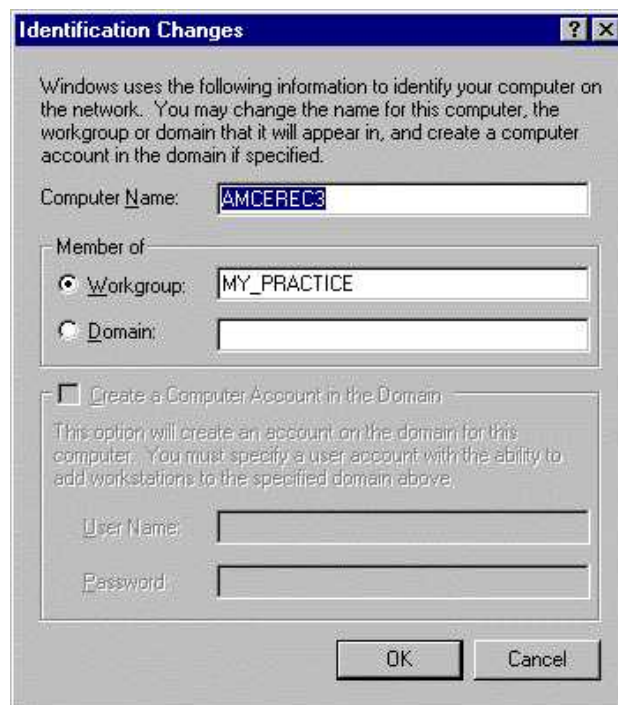 Identification Changes
Windows uses the following information to identify your computer on
the network. You may change the name for this computer, the
workgroup or domain that it will appear in, and create a computer
account in the domain if specified.
Computer Name: AMCEREC3
Member of
Workgroup: MY_PRACTICE
Domain:
Create a Computer Account in the Domain
This option will create an account on the domain for this
computer. You must specify a user account with the ability to
add workstations to the specified domain above.
User Name:
Password
OK Cancel